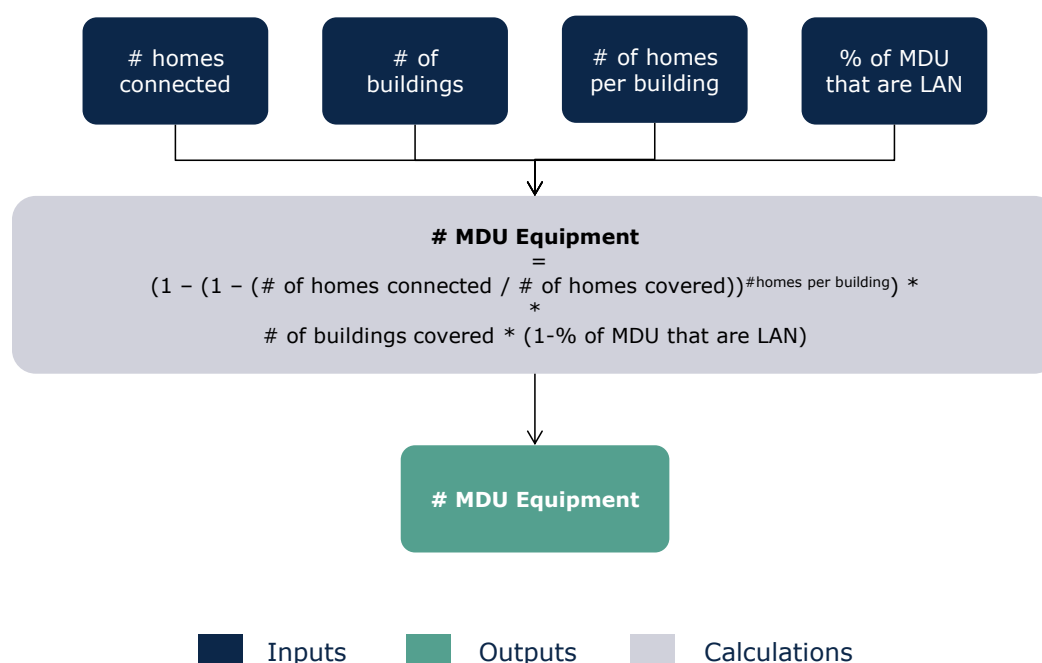 # homes
connected
# of
buildings
# of homes
per building
% of MDU
that are LAN
# MDU Equipment
=
(1 – (1 – (# of homes connected / # of homes covered))#homes per building) *
*
# of buildings covered * (1-% of MDU that are LAN)
# MDU Equipment
Inputs
Outputs
Calculations